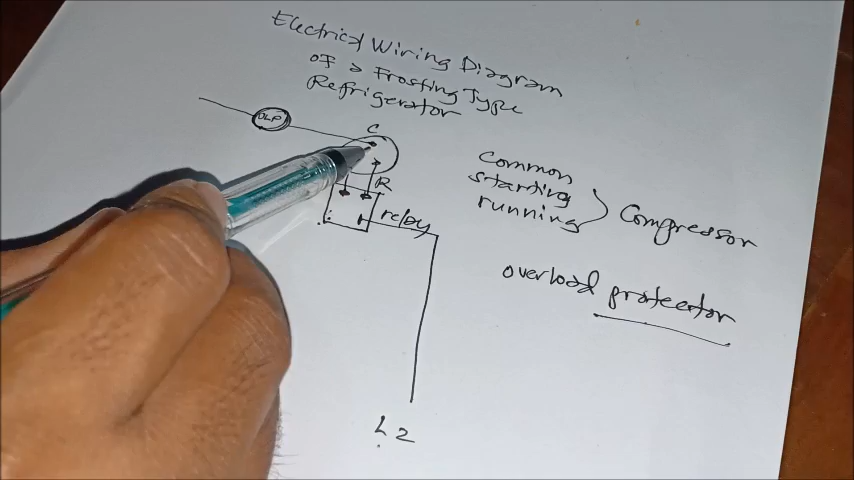 Electrical Wiring Diagram
of a Frosting Type
Refrigerator
OLP
C
R
relay
L2
Common
starting
running
Compressor
overload protector